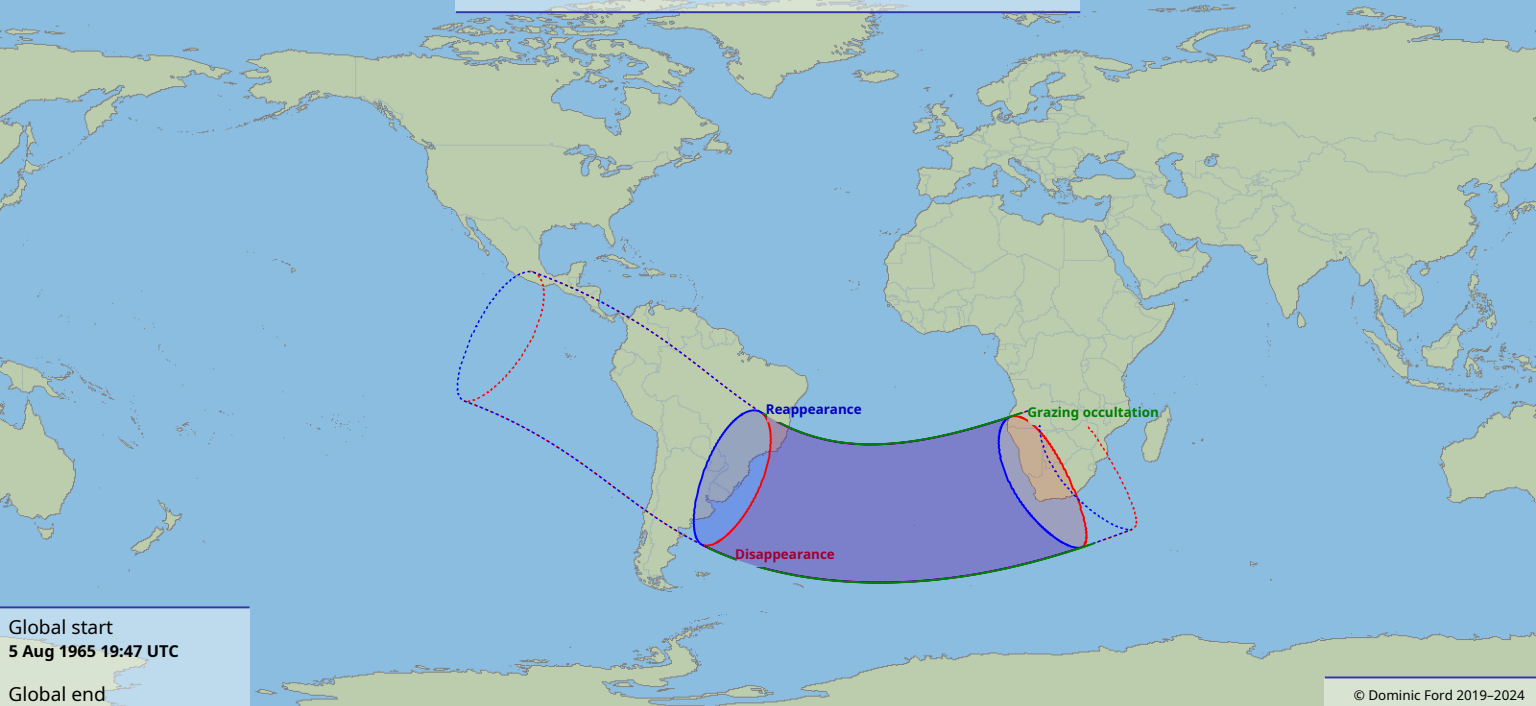 Reappearance
Grazing occultation
Disappearance
Global start
5 Aug 1965 19:47 UTC
Global end
© Dominic Ford 2019–2024